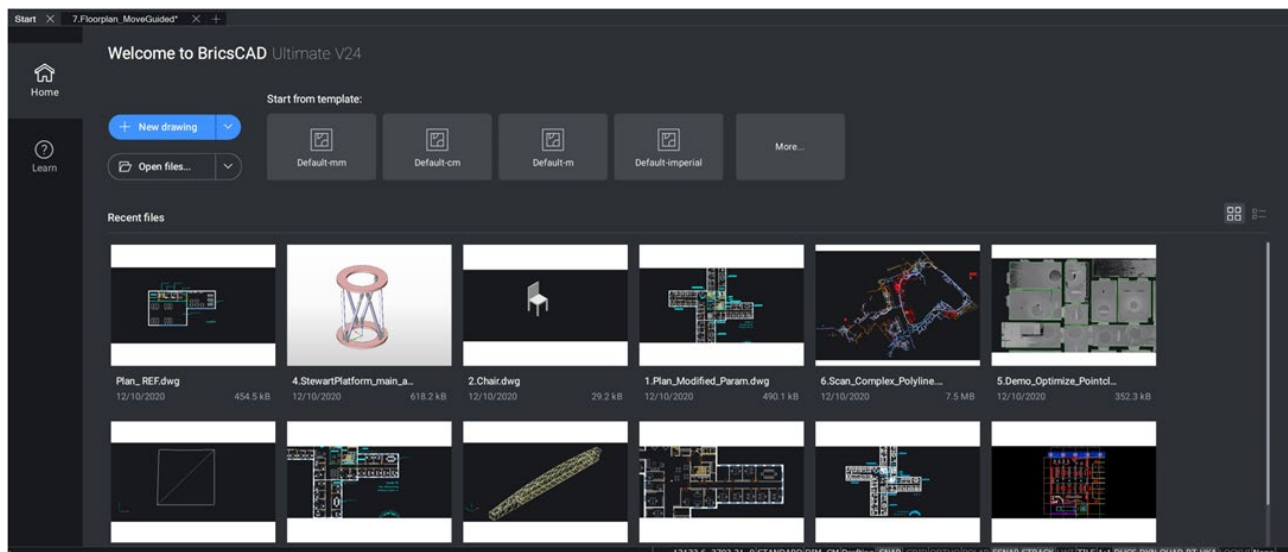 Start
7.Floorplan_MoveGuided*
Welcome to BricsCAD Ultimate V24
Home
Learn
Start from template:
New drawing
Open files...
Default-mm
Default-cm
Default-m
Default-imperial
More...
Recent files
Plan_ REF.dwg
12/10/2020 454.5 kB
4.StewartPlatform_main_a...
12/10/2020 618.2 kB
2.Chair.dwg
12/10/2020 29.2 kB
1.Plan_Modified_Param.dwg
12/10/2020 490.1 kB
6.Scan_Complex_Polyline....
12/10/2020 7.5 MB
5.Demo_Optimize_Pointcl...
12/10/2020 352.3 kB